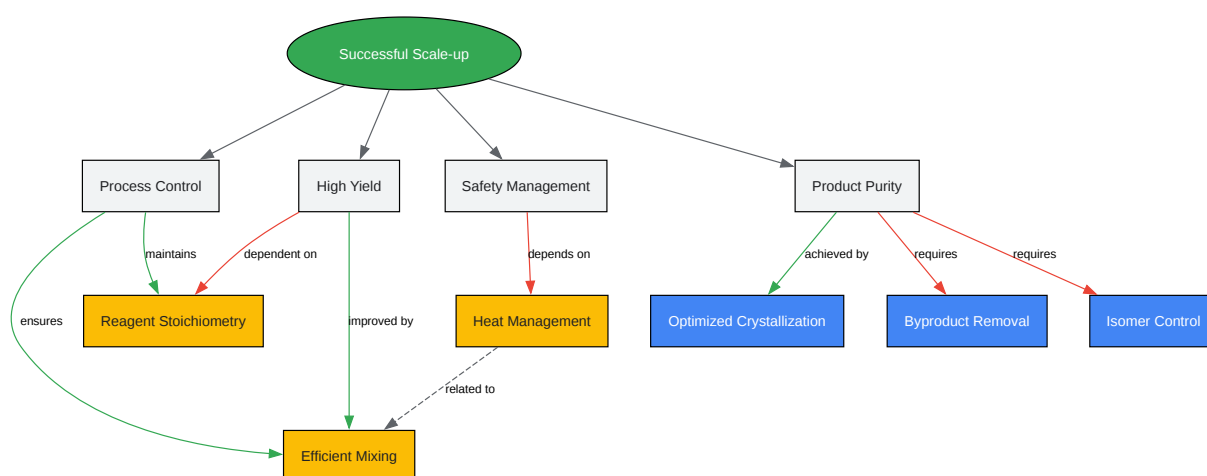 Successful Scale-up
Process Control
High Yield
Safety Management
Product Purity
maintains
dependent on
depends on
achieved by
requires
requires
ensures
Reagent Stoichiometry
improved by
Heat Management
Optimized Crystallization
Byproduct Removal
Isomer Control
related to
Efficient Mixing